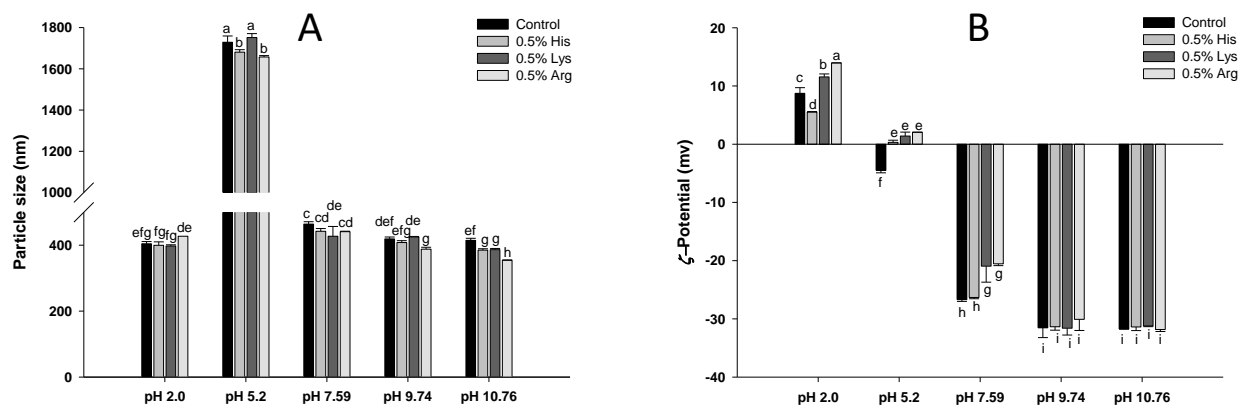 A
Control
0.5% His
0.5% Lys
0.5% Arg
Particle size (nm)
1800
1600
1400
1200
1000
400
200
0
efg fg fg de
a b a b
c cd de cd
def efg de g
ef g g h
pH 2.0 pH 5.2 pH 7.59 pH 9.74 pH 10.76
B
Control
0.5% His
0.5% Lys
0.5% Arg
ζ–Potential (mv)
20
10
0
-10
-20
-30
-40
c d b a
f e e e
h h g g
i i i i
i i i i
pH 2.0 pH 5.2 pH 7.59 pH 9.74 pH 10.76